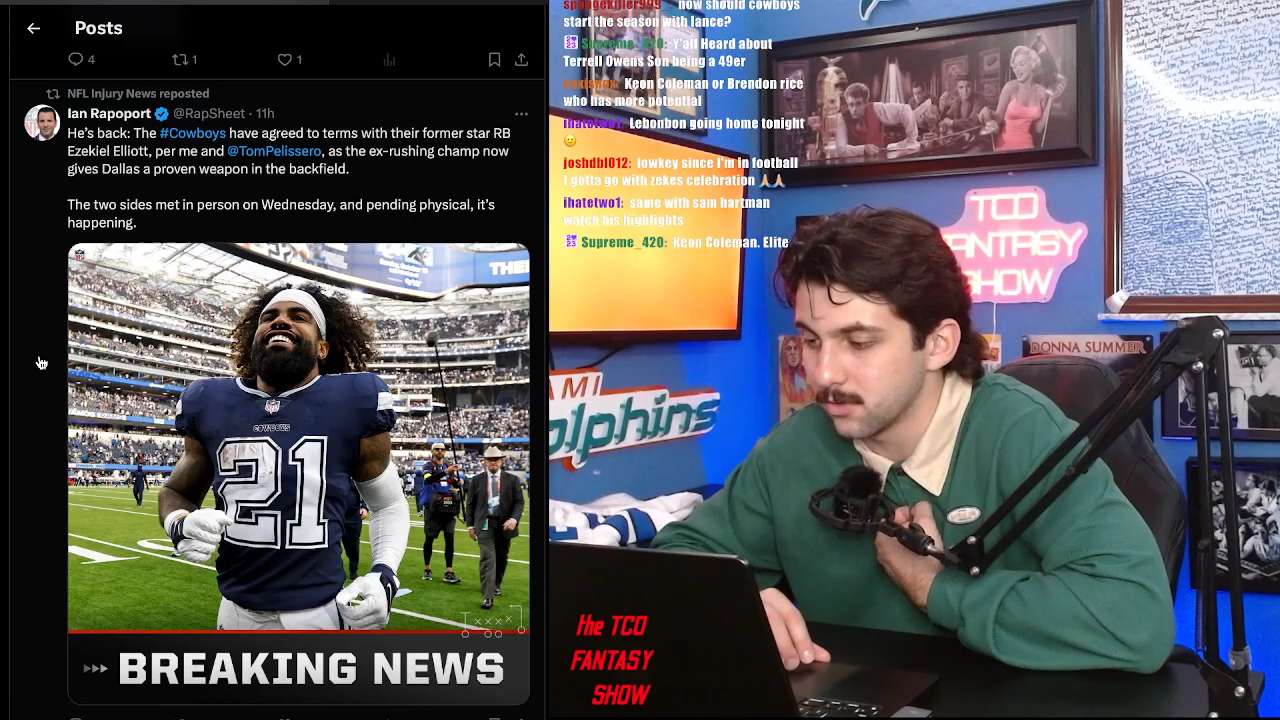 Posts
4
1
1
NFL Injury News reposted
Ian Rapoport @RapSheet · 11h
He's back: The #Cowboys have agreed to terms with their former star RB
Ezekiel Elliott, per me and @TomPelissero, as the ex-rushing champ now
gives Dallas a proven weapon in the backfield.
The two sides met in person on Wednesday, and pending physical, it's
happening.
COWBOYS
21
BREAKING NEWS
now should cowboys
start the season with lance?
Supreme_420: Y'all Heard about
Terrell Owens Son being a 49er
Keon Coleman or Brendon rice
who has more potential
ihatetwo1: Lebonbon going home tonight
joshdbl012: lowkey since I'm in football
I gotta go with zekes celebration 🙏🙏
ihatetwo1: same with sam hartman
watch his highlights
Supreme_420: Keon Coleman. Elite
TCO
FANTASY
SHOW
DONNA SUMMER
the TCO
FANTASY
SHOW